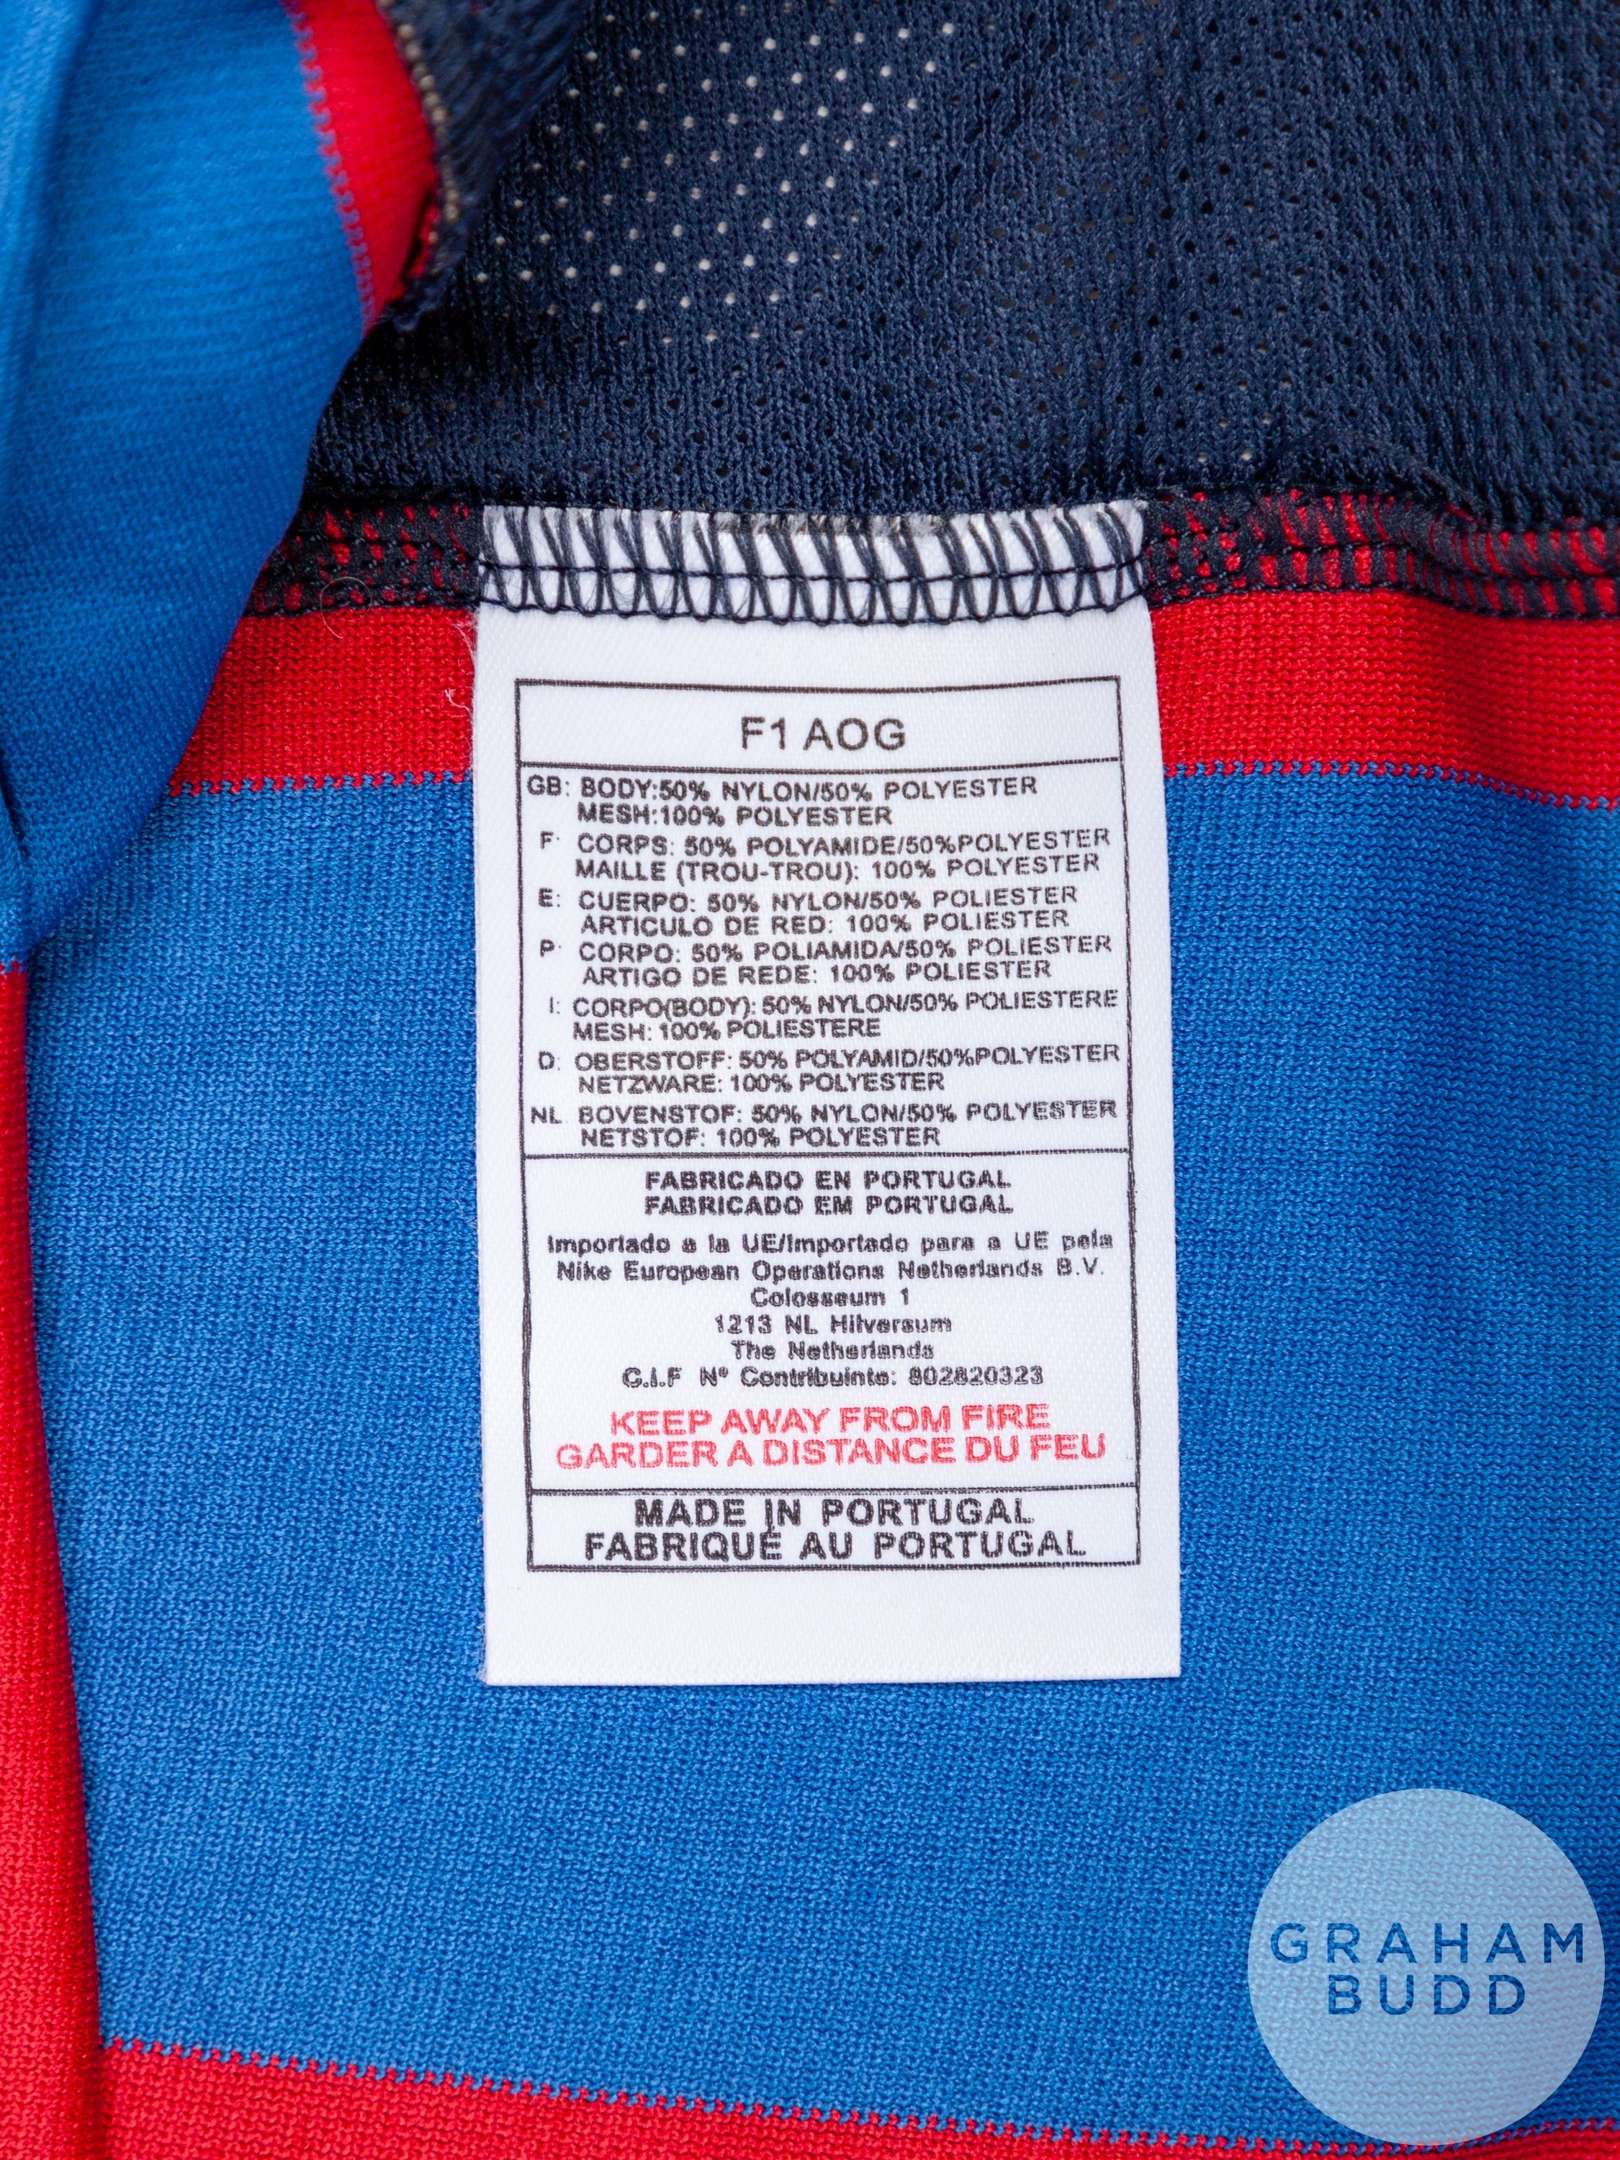 F1 AOG
GB: BODY:50% NYLON/50% POLYESTER
MESH:100% POLYESTER
F: CORPS: 50% POLYAMIDE/50%POLYESTER
MAILLE (TROU-TROU): 100% POLYESTER
E: CUERPO: 50% NYLON/50% POLIESTER
ARTICULO DE RED: 100% POLIESTER
P: CORPO: 50% POLIAMIDA/50% POLIESTER
ARTIGO DE REDE: 100% POLIESTER
I: CORPO(BODY): 50% NYLON/50% POLIESTERE
MESH: 100% POLIESTERE
D: OBERSTOFF: 50% POLYAMID/50%POLYESTER
NETZWARE: 100% POLYESTER
NL BOVENSTOF: 50% NYLON/50% POLYESTER
NETSTOF: 100% POLYESTER
FABRICADO EN PORTUGAL
FABRICADO EM PORTUGAL
Importado a la UE/Importado para a UE pela
Nike European Operations Netherlands B.V.
Colosseum 1
1213 NL Hilversum
The Netherlands
C.I.F Nº Contribuinte: 802820323
KEEP AWAY FROM FIRE
GARDER A DISTANCE DU FEU
MADE IN PORTUGAL
FABRIQUÉ AU PORTUGAL
GRAHAM
BUDD